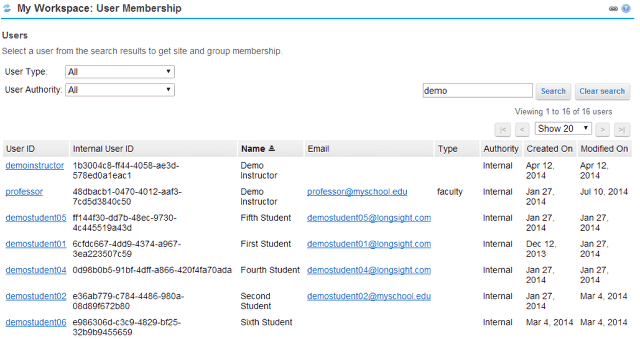 My Workspace: User Membership
Users
Select a user from the search results to get site and group membership.
User Type: All
User Authority: All
demo Search Clear search
Viewing 1 to 16 of 16 users
|< < Show 20 > >|
User ID Internal User ID Name Email Type Authority Created On Modified On
demoinstructor 1b3004c8-ff44-4058-ae3d- Demo Internal Apr 12, Apr 12,
578ed0a1eac1 Instructor 2014 2014
professor 48dbacb1-0470-4012-aaf3- Demo professor@myschool.edu faculty Internal Jan 27, Jul 10, 2014
7cd5d3840c50 Instructor 2014
demostudent05 ff144f30-dd7b-48ec-9730- Fifth Student demostudent05@longsight.com Internal Jan 27, Jan 27,
4c445519a43d 2014 2014
demostudent01 6cfdc667-4dd9-4374-a967- First Student demostudent01@longsight.com Internal Dec 12, Jan 27,
3ea223507c59 2013 2014
demostudent04 0d98b0b5-91bf-4dff-a866-420f4fa70ada Fourth Student demostudent04@longsight.com Internal Jan 27, Jan 27,
2014 2014
demostudent02 e36ab779-c784-4486-980a- Second demostudent02@myschool.edu Internal Jan 27, Mar 4, 2014
08d89f672b80 Student 2014
demostudent06 e986306d-c3c9-4829-bf25- Sixth Student Internal Mar 4, 2014 Mar 4, 2014
32b9b9455659